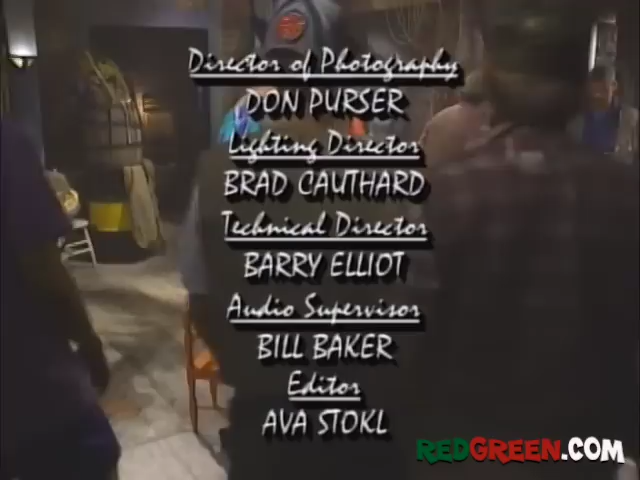 Director of Photography
DON PURSER
Lighting Director
BRAD CAUTHARD
Technical Director
BARRY ELLIOT
Audio Supervisor
BILL BAKER
Editor
AVA STOKL
REDGREEN.COM